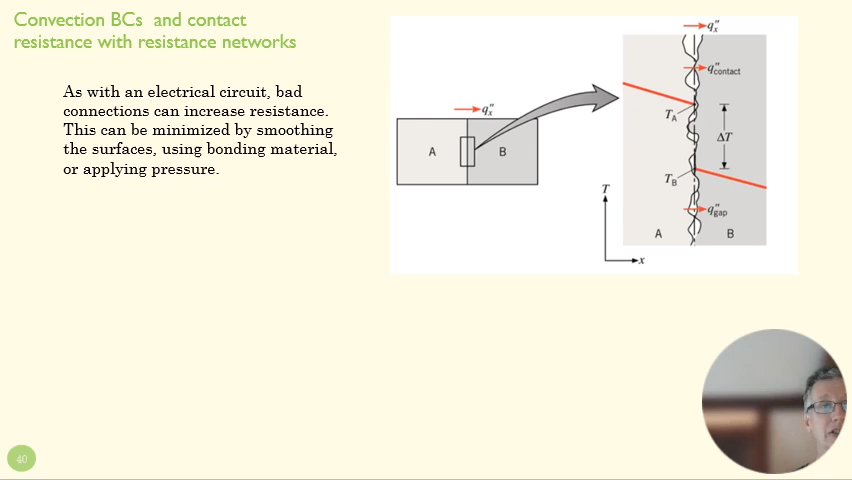 Convection BCs and contact
resistance with resistance networks
As with an electrical circuit, bad
connections can increase resistance.
This can be minimized by smoothing
the surfaces, using bonding material,
or applying pressure.
q″x
A
B
q″x
q″contact
TA
ΔT
TB
q″gap
A
B
T
x
40